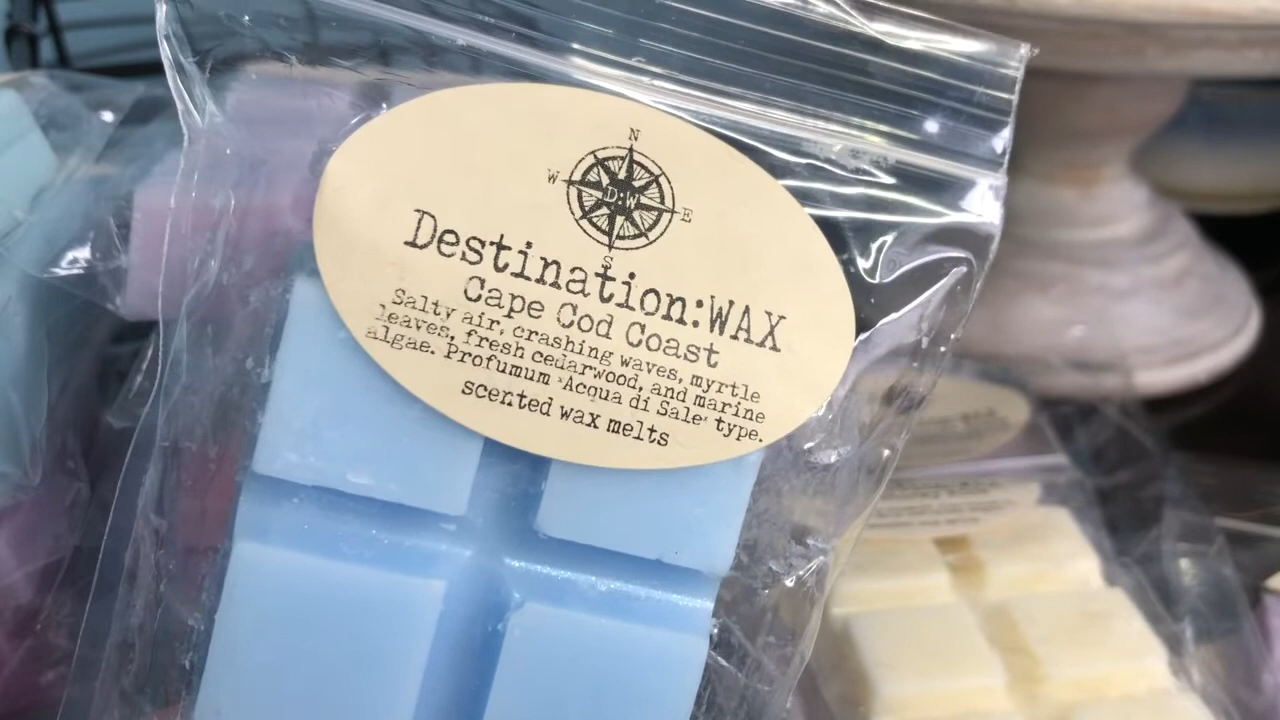 N
W
D:W
E
S
Destination:WAX
Cape Cod Coast
Salty air, crashing waves, myrtle
leaves, fresh cedarwood, and marine
algae. Profumum 'Acqua di Sale' type.
scented wax melts